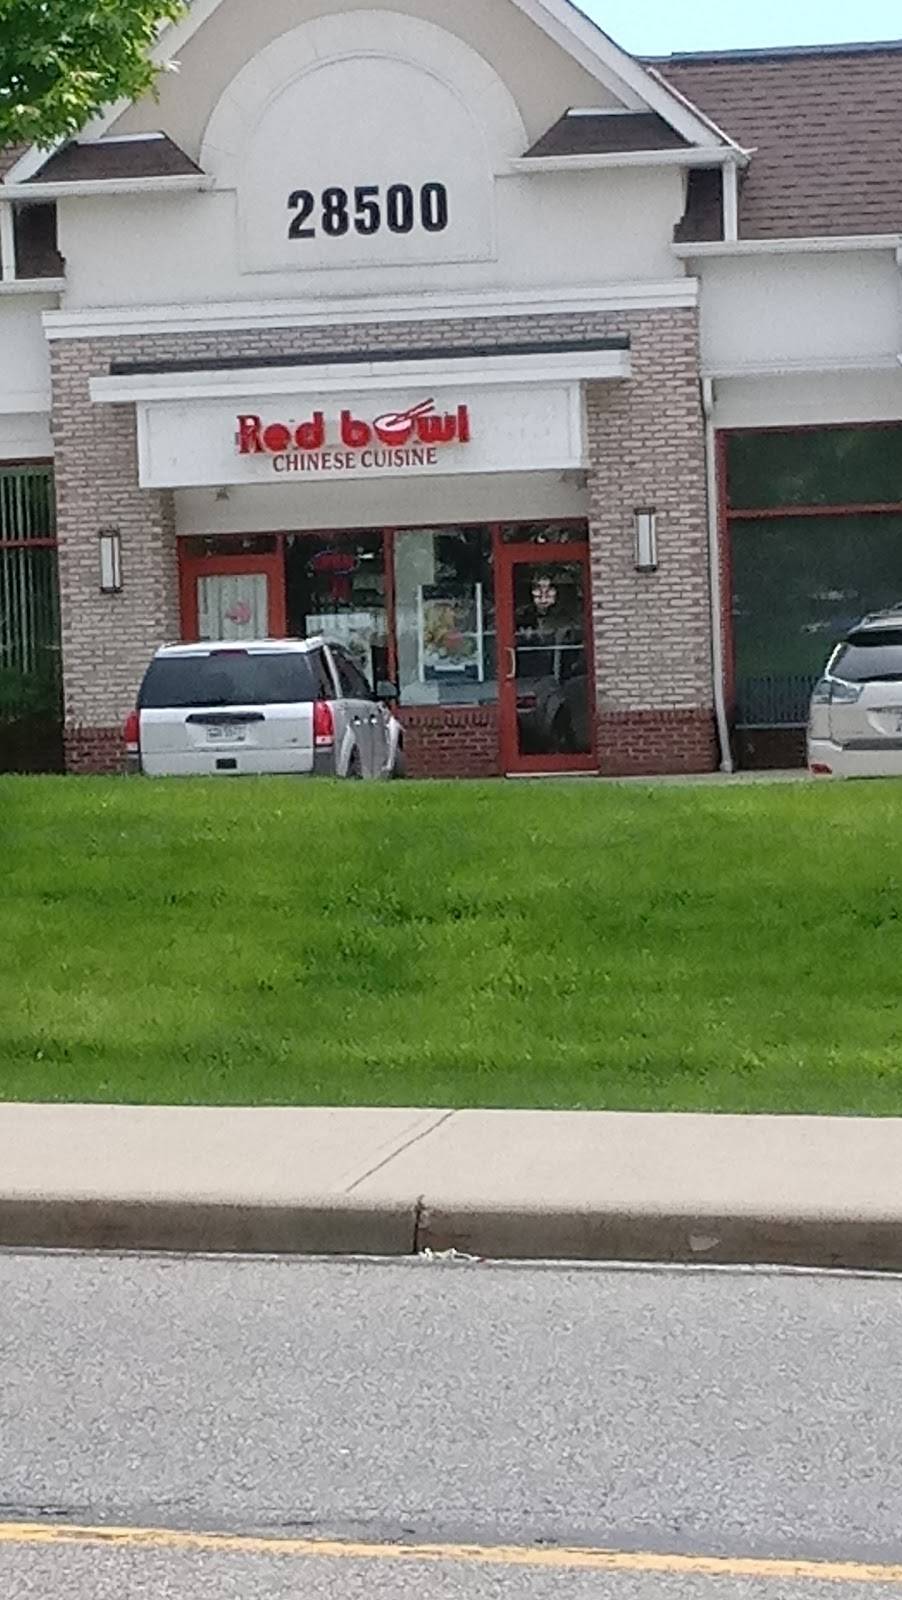 28500
Red bowl
CHINESE CUISINE